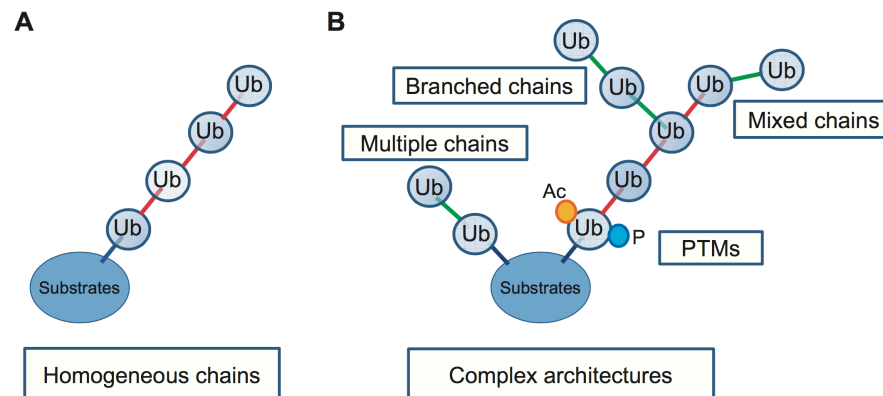 A
Ub
Ub
Ub
Ub
Substrates
Homogeneous chains
B
Ub
Branched chains
Ub
Ub
Ub
Mixed chains
Multiple chains
Ub
Ub
Ub
Ac
Ub
Ub
P
PTMs
Substrates
Complex architectures